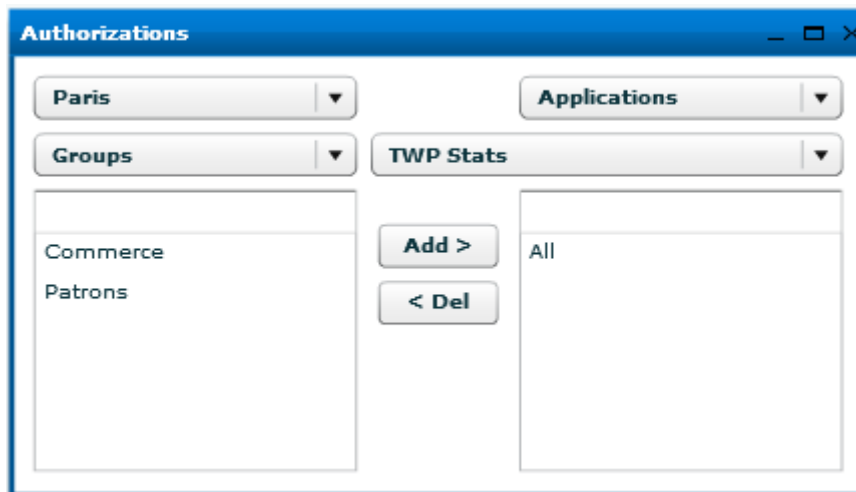 Authorizations
Paris
Applications
Groups
TWP Stats
Commerce
Patrons
Add >
< Del
All